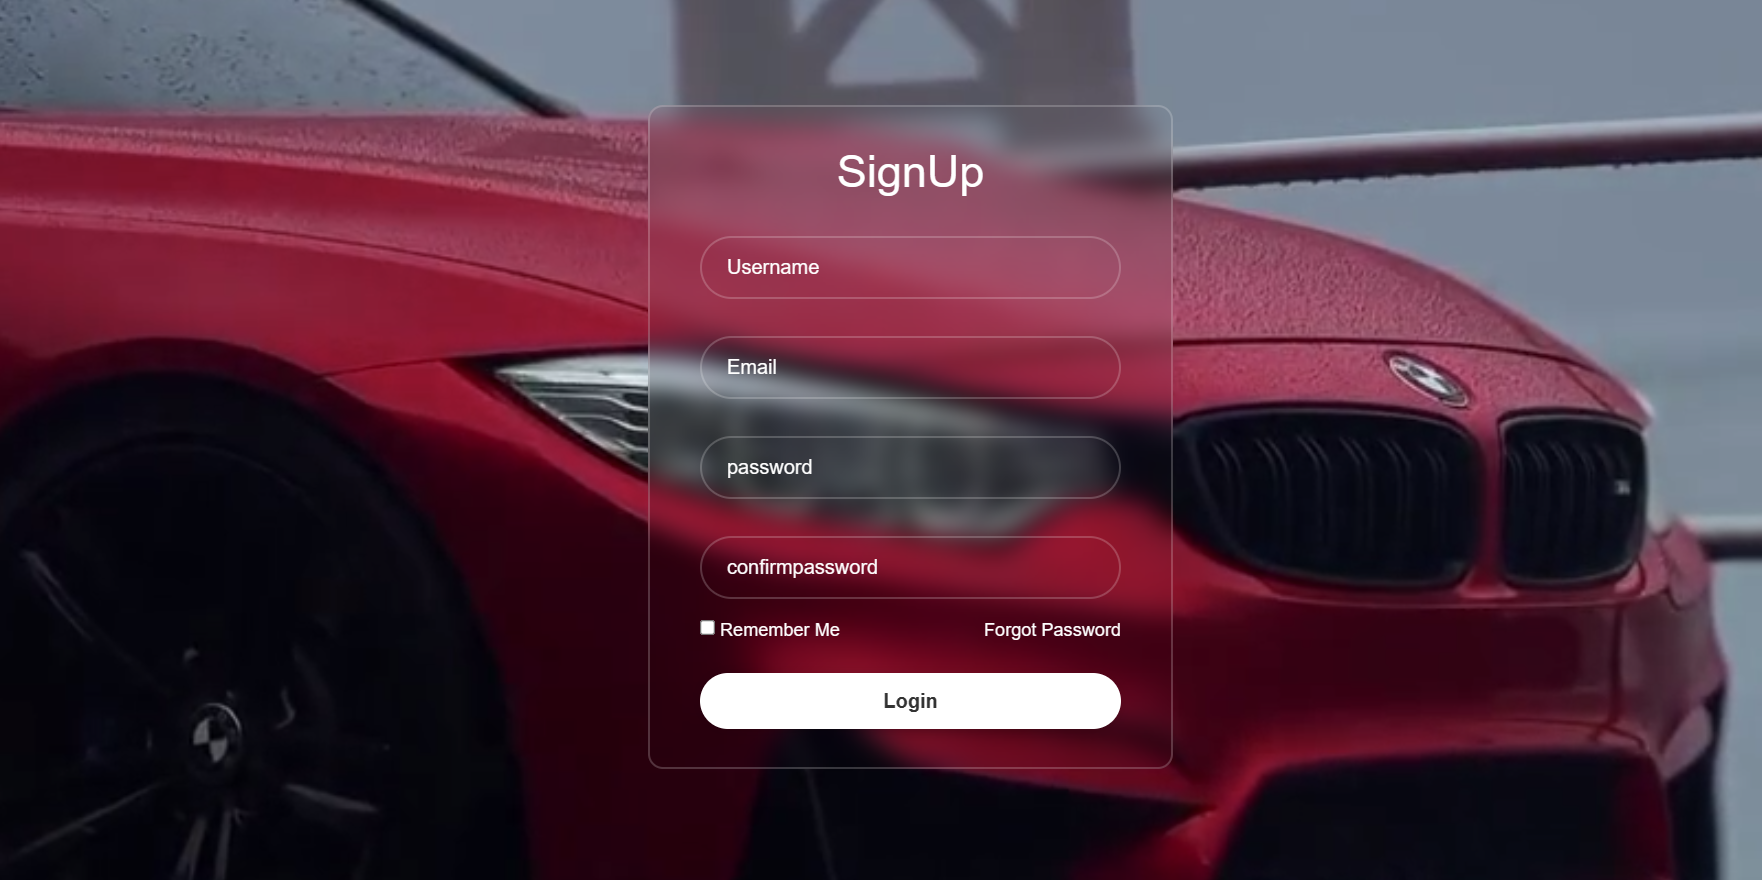 SignUp
Username
Email
password
confirmpassword
Remember Me
Forgot Password
Login